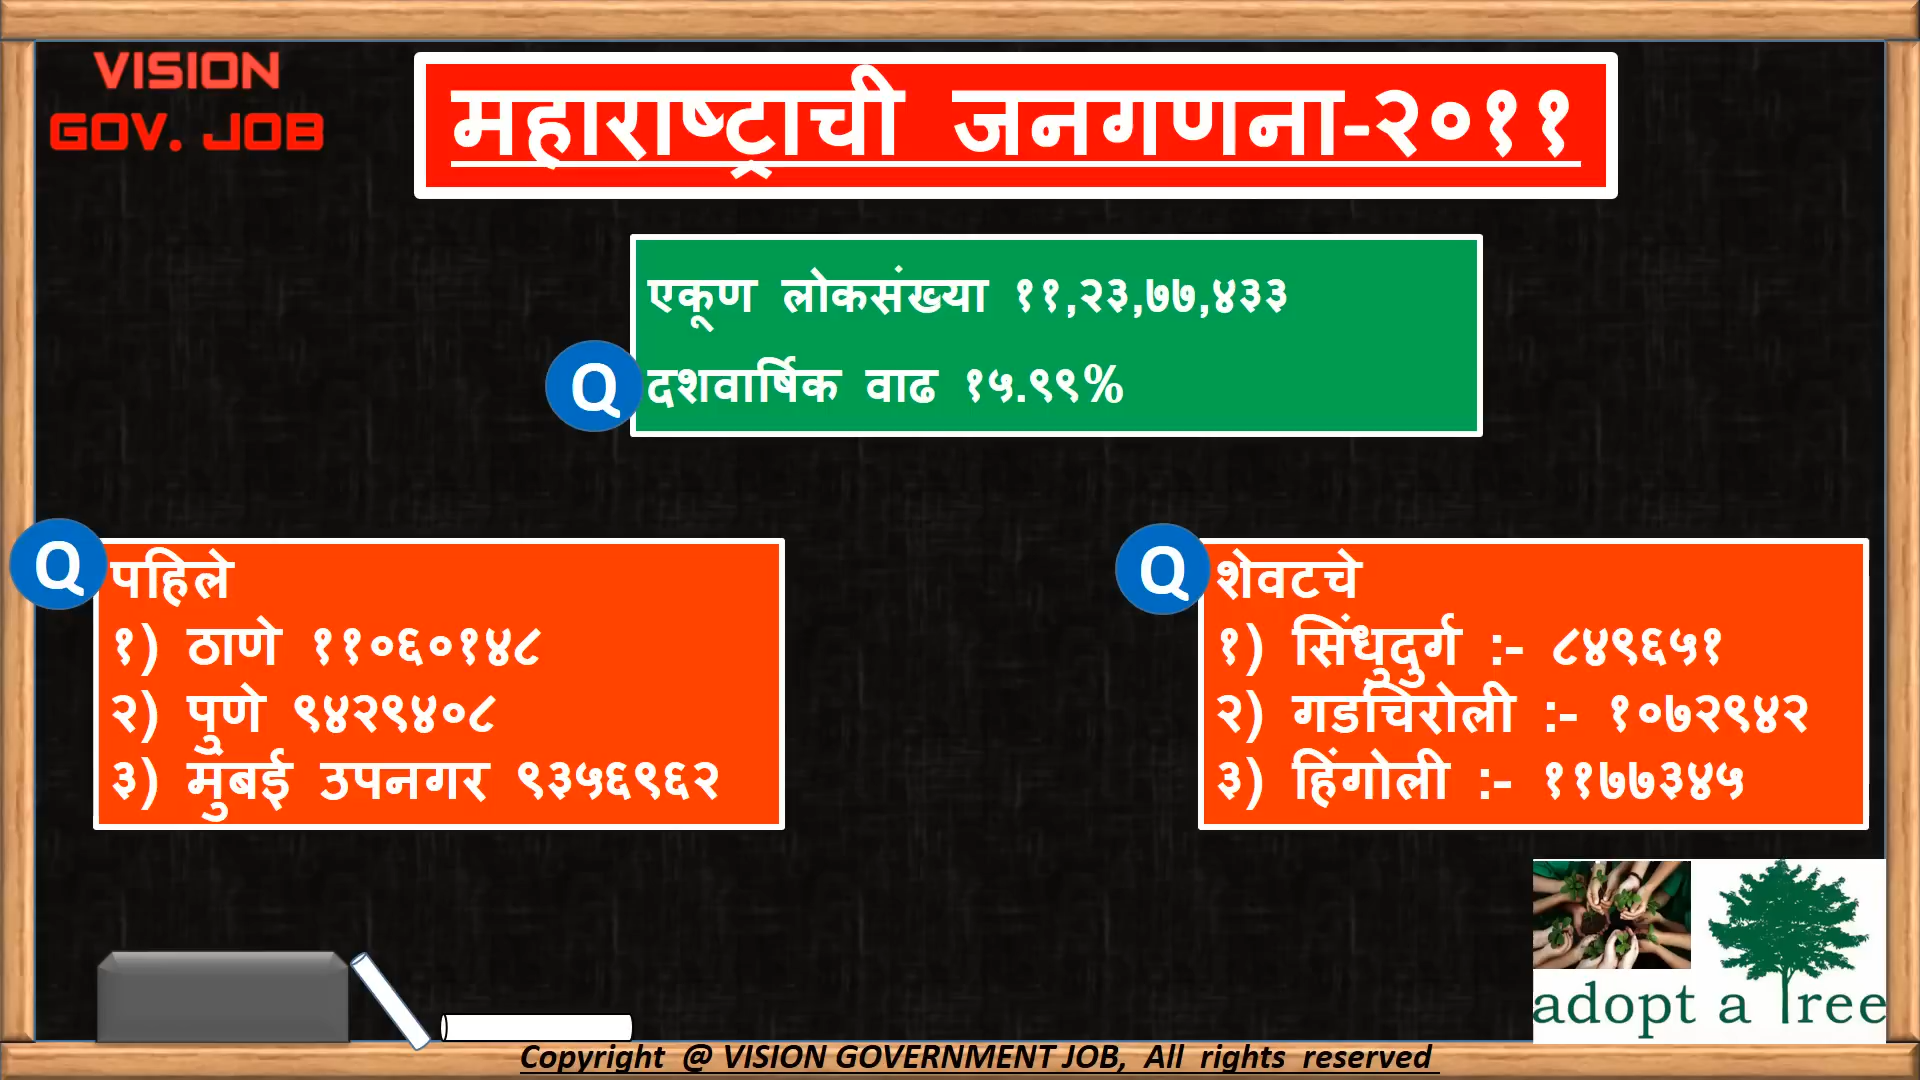 VISION
GOV. JOB
महाराष्ट्राची जनगणना-२०११
एकूण लोकसंख्या ११,२३,७७,४३३
Q दशवार्षिक वाढ १५.९९%
Q पहिले
१) ठाणे ११०६०१४८
२) पुणे ९४२९४०८
३) मुंबई उपनगर ९३५६९६२
Q शेवटचे
१) सिंधुदुर्ग :- ८४९६५१
२) गडचिरोली :- १०७२९४२
३) हिंगोली :- ११७७३४५
adopt a Tree
Copyright @ VISION GOVERNMENT JOB, All rights reserved